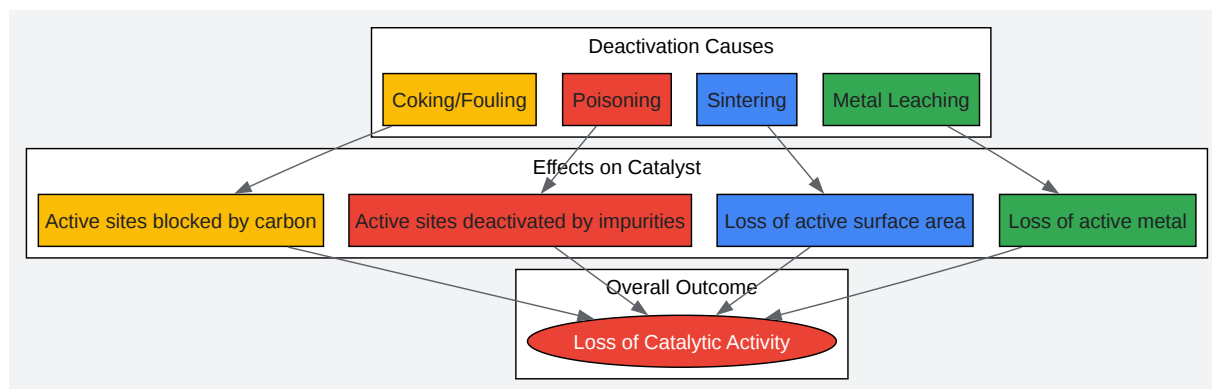 Deactivation Causes
Coking/Fouling
Poisoning
Sintering
Metal Leaching
Effects on Catalyst
Active sites blocked by carbon
Active sites deactivated by impurities
Loss of active surface area
Loss of active metal
Overall Outcome
Loss of Catalytic Activity